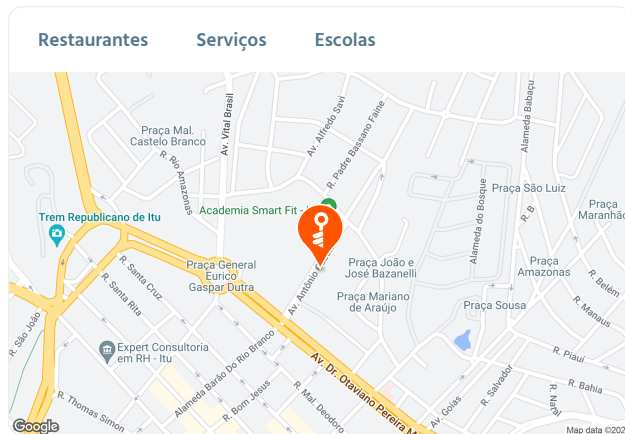 Restaurantes Serviços Escolas
Av. Vital Brasil
Av. Alfredo Savi
Alameda Babaçu
Praça Mal.
Castelo Branco
R. Rio Amazonas
R. Padre Bassano Faine
Academia Smart Fit -
Praça São Luiz
Praça
Maranhão
R. B
Alameda do Bosque
Trem Republicano de Itu
Praça General
Eurico
Gaspar Dutra
Praça João e
José Bazanelli
Praça
Amazonas
R. Belém
R. Santa Cruz
R. Santa Rita
Av. Antônio
Praça Mariano
de Araújo
Praça Sousa
R. Manaus
R. São João
Expert Consultoria
em RH - Itu
Alameda Barão Do Rio Branco
Av. Dr. Otaviano Pereira M
R. Piauí
R. Salvador
R. Bahia
R. Thomas Simon
R. Bom Jesus
R. Mal. Deodoro
Av. Goias
R. Natal
Google
Map data ©202